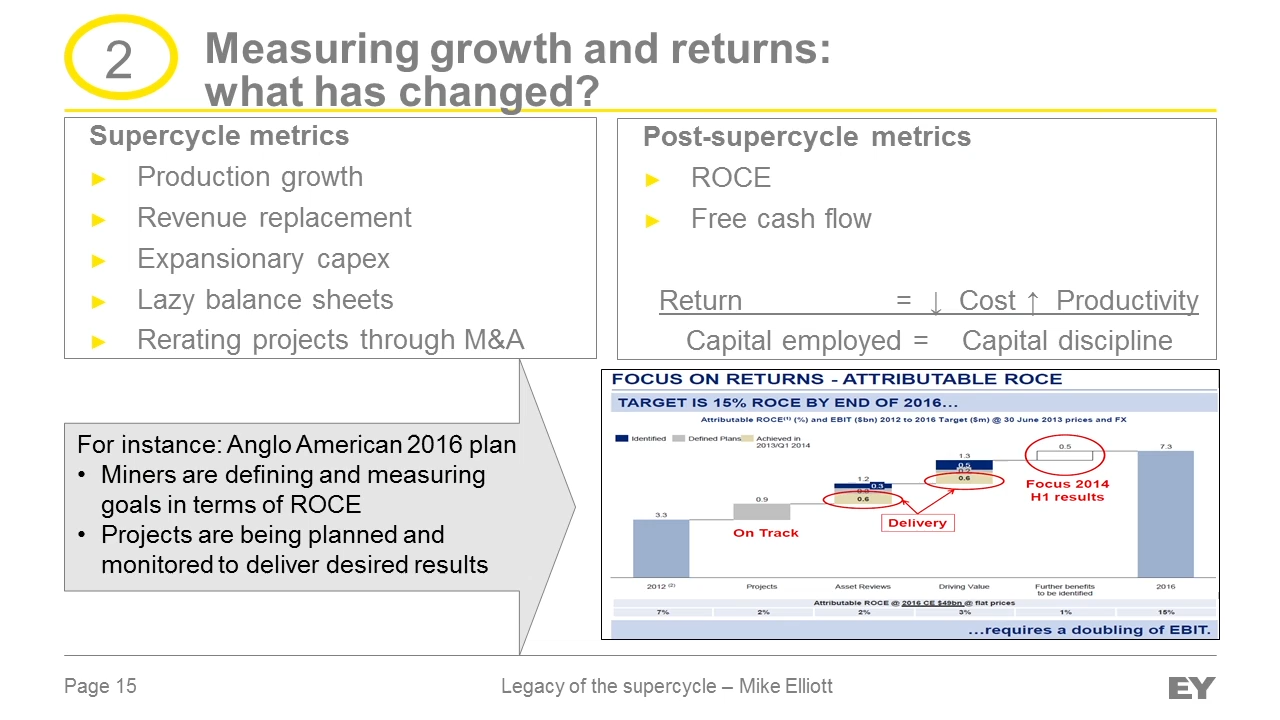 2
Measuring growth and returns:
what has changed?
Supercycle metrics
► Production growth
► Revenue replacement
► Expansionary capex
► Lazy balance sheets
► Rerating projects through M&A
Post-supercycle metrics
► ROCE
► Free cash flow
Return = ↓ Cost ↑ Productivity
Capital employed = Capital discipline
For instance: Anglo American 2016 plan
• Miners are defining and measuring
goals in terms of ROCE
• Projects are being planned and
monitored to deliver desired results
FOCUS ON RETURNS - ATTRIBUTABLE ROCE
TARGET IS 15% ROCE BY END OF 2016…
Attributable ROCE(1) (%) and EBIT ($bn) 2012 to 2016 Target ($m) @ 30 June 2013 prices and FX
Identified Defined Plans Achieved in
2013/Q1 2014
3.3
0.9
On Track
1.2
0.3
0.6
1.3
0.5
0.6
Delivery
0.5
Focus 2014
H1 results
7.3
2012 (2) Projects Asset Reviews Driving Value Further benefits 2016
to be identified
Attributable ROCE @ 2016 CE $49bn @ flat prices
7% 2% 2% 3% 1% 15%
…requires a doubling of EBIT.
Page 15 Legacy of the supercycle – Mike Elliott EY